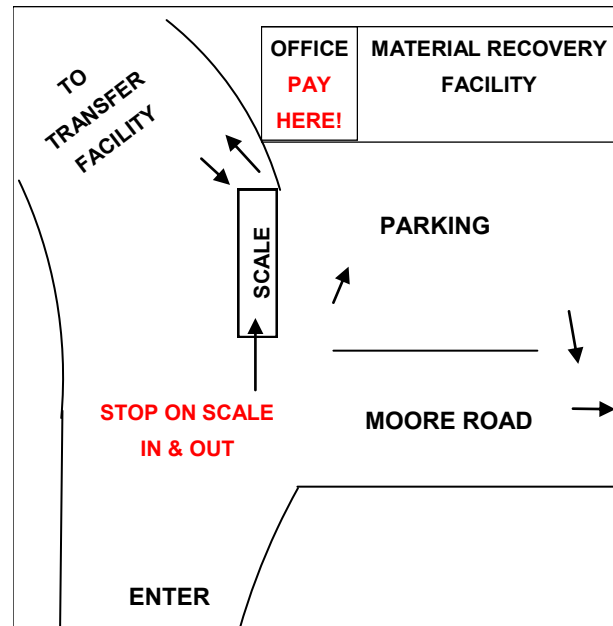 TO
TRANSFER
FACILITY
OFFICE
PAY
HERE!
MATERIAL RECOVERY
FACILITY
SCALE
PARKING
STOP ON SCALE
IN & OUT
MOORE ROAD
ENTER